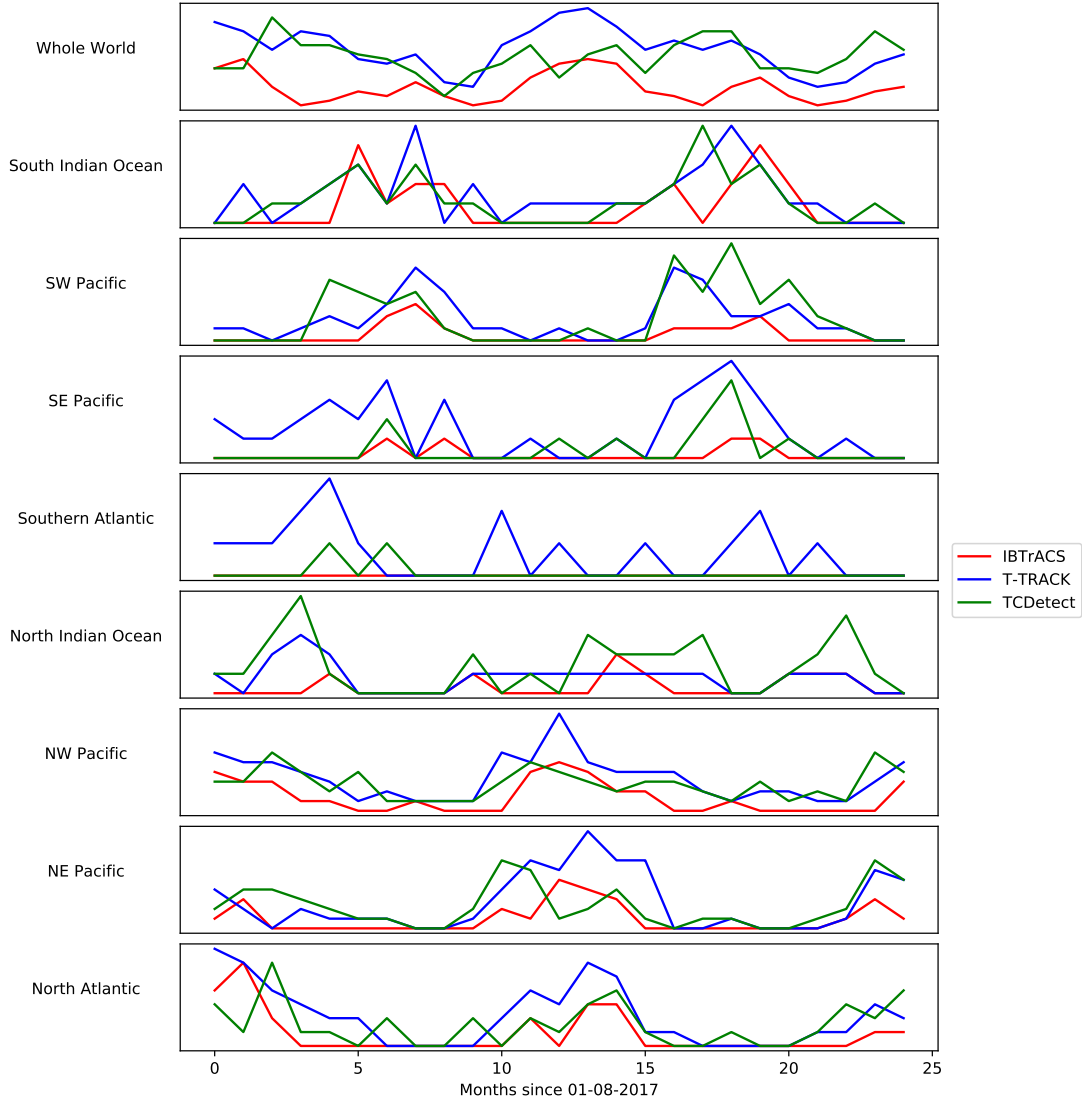 Whole World
South Indian Ocean
SW Pacific
SE Pacific
Southern Atlantic
IBTrACS
T-TRACK
TCDetect
North Indian Ocean
NW Pacific
NE Pacific
North Atlantic
0 5 10 15 20 25
Months since 01-08-2017